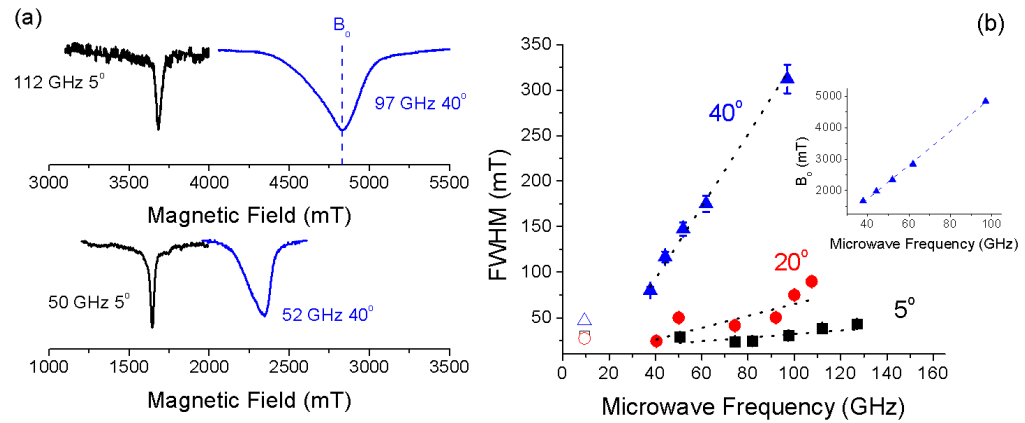 (a)
B₀
112 GHz 5°
97 GHz 40°
3000 3500 4000 4500 5000 5500
Magnetic Field (mT)
50 GHz 5°
52 GHz 40°
1000 1500 2000 2500 3000 3500
Magnetic Field (mT)
(b)
350
300
250
200
150
100
50
FWHM (mT)
40°
20°
5°
0 20 40 60 80 100 120 140 160
Microwave Frequency (GHz)
5000
4000
3000
2000
B₀ (mT)
40 60 80 100
Microwave Frequency (GHz)